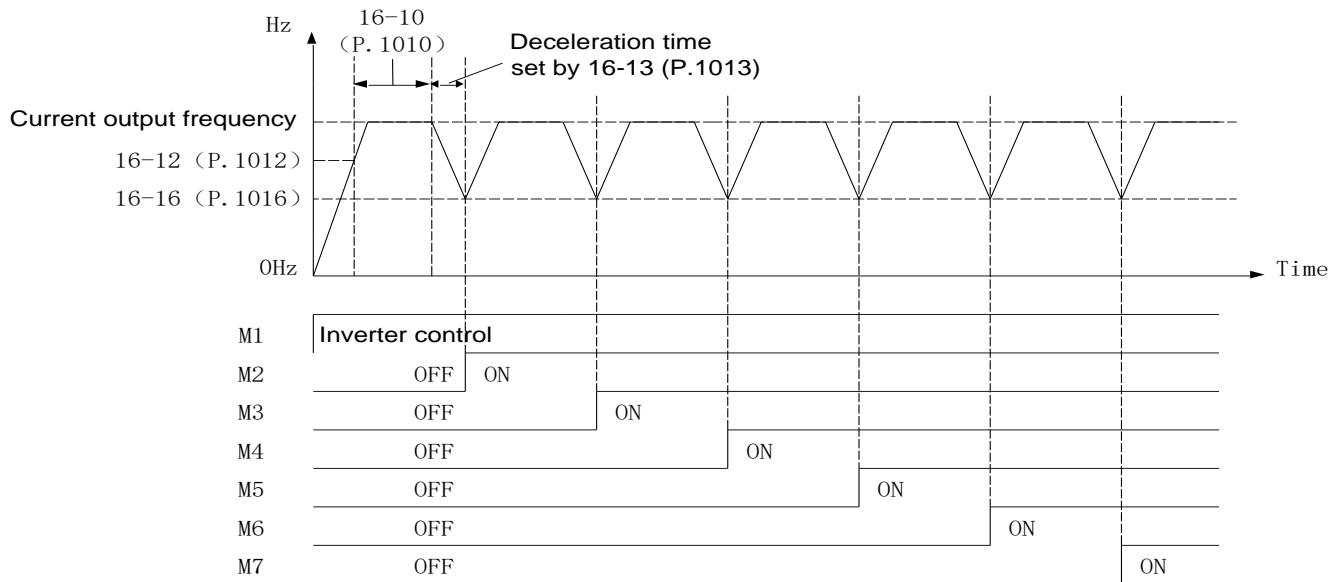 16-10
Hz
(P. 1010)
Deceleration time
set by 16-13 (P.1013)
Current output frequency
16-12 (P. 1012)
16-16 (P. 1016)
0Hz
Time
M1 Inverter control
M2 OFF ON
M3 OFF ON
M4 OFF ON
M5 OFF ON
M6 OFF ON
M7 OFF ON